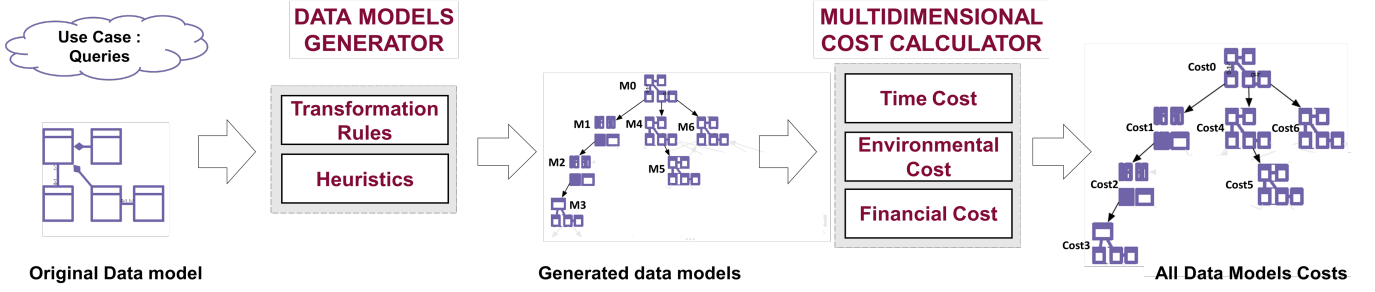 Use Case :
Queries
Original Data model
DATA MODELS
GENERATOR
Transformation
Rules
Heuristics
M0
M1
M4
M6
M2
M5
M3
Generated data models
MULTIDIMENSIONAL
COST CALCULATOR
Time Cost
Environmental
Cost
Financial Cost
Cost0
Cost1
Cost4
Cost6
Cost2
Cost5
Cost3
All Data Models Costs